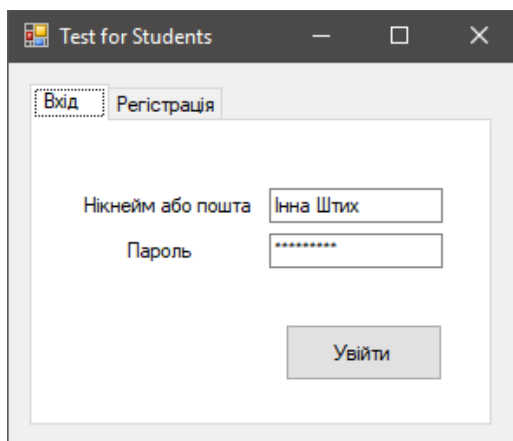 Test for Students
Вхід Регістрація
Нікнейм або пошта Інна Штих
Пароль *********
Увійти